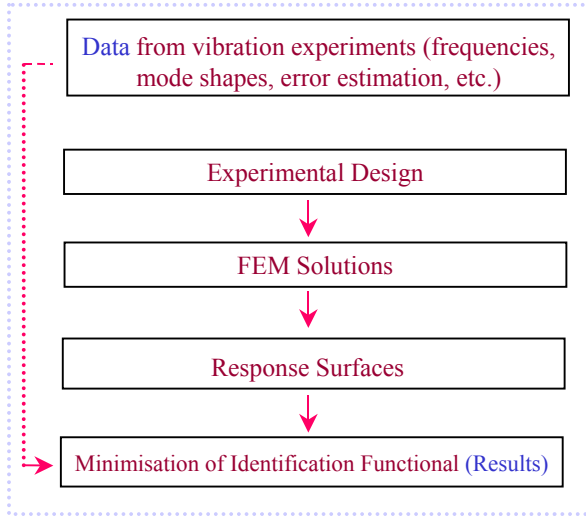 Data from vibration experiments (frequencies,
mode shapes, error estimation, etc.)
Experimental Design
FEM Solutions
Response Surfaces
Minimisation of Identification Functional (Results)